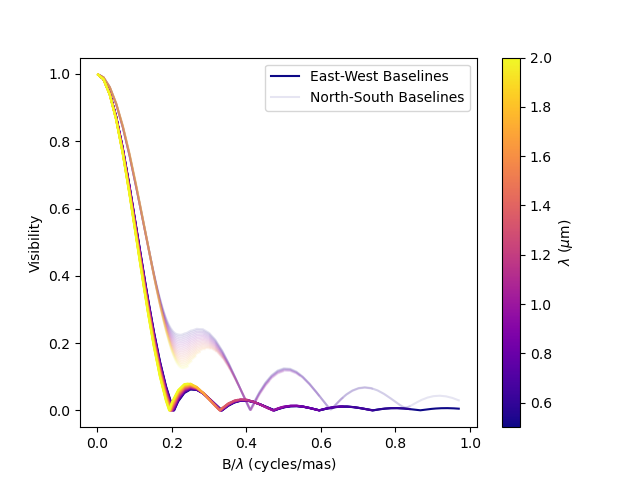 East-West Baselines
North-South Baselines
1.0
0.8
0.6
0.4
0.2
0.0
Visibility
0.0 0.2 0.4 0.6 0.8 1.0
B/λ (cycles/mas)
2.0
1.8
1.6
1.4
1.2
1.0
0.8
0.6
λ (μm)